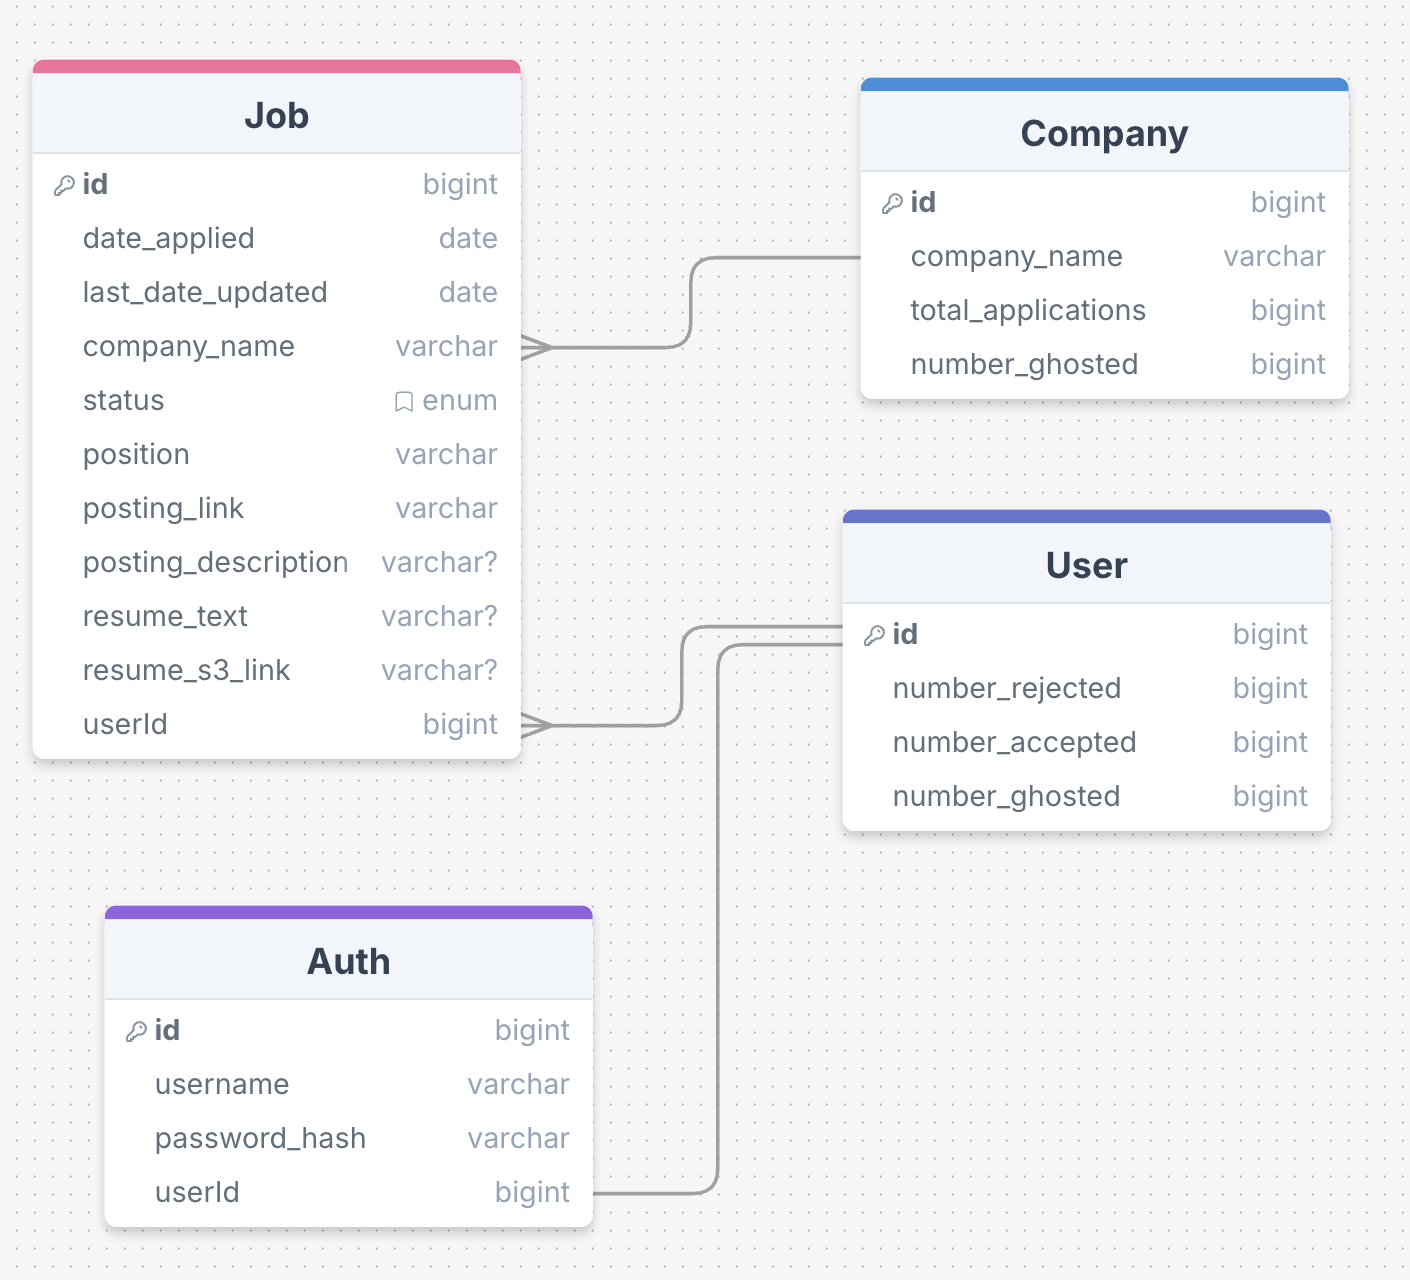 Job
id bigint
date_applied date
last_date_updated date
company_name varchar
status enum
position varchar
posting_link varchar
posting_description varchar?
resume_text varchar?
resume_s3_link varchar?
userId bigint
Company
id bigint
company_name varchar
total_applications bigint
number_ghosted bigint
User
id bigint
number_rejected bigint
number_accepted bigint
number_ghosted bigint
Auth
id bigint
username varchar
password_hash varchar
userId bigint